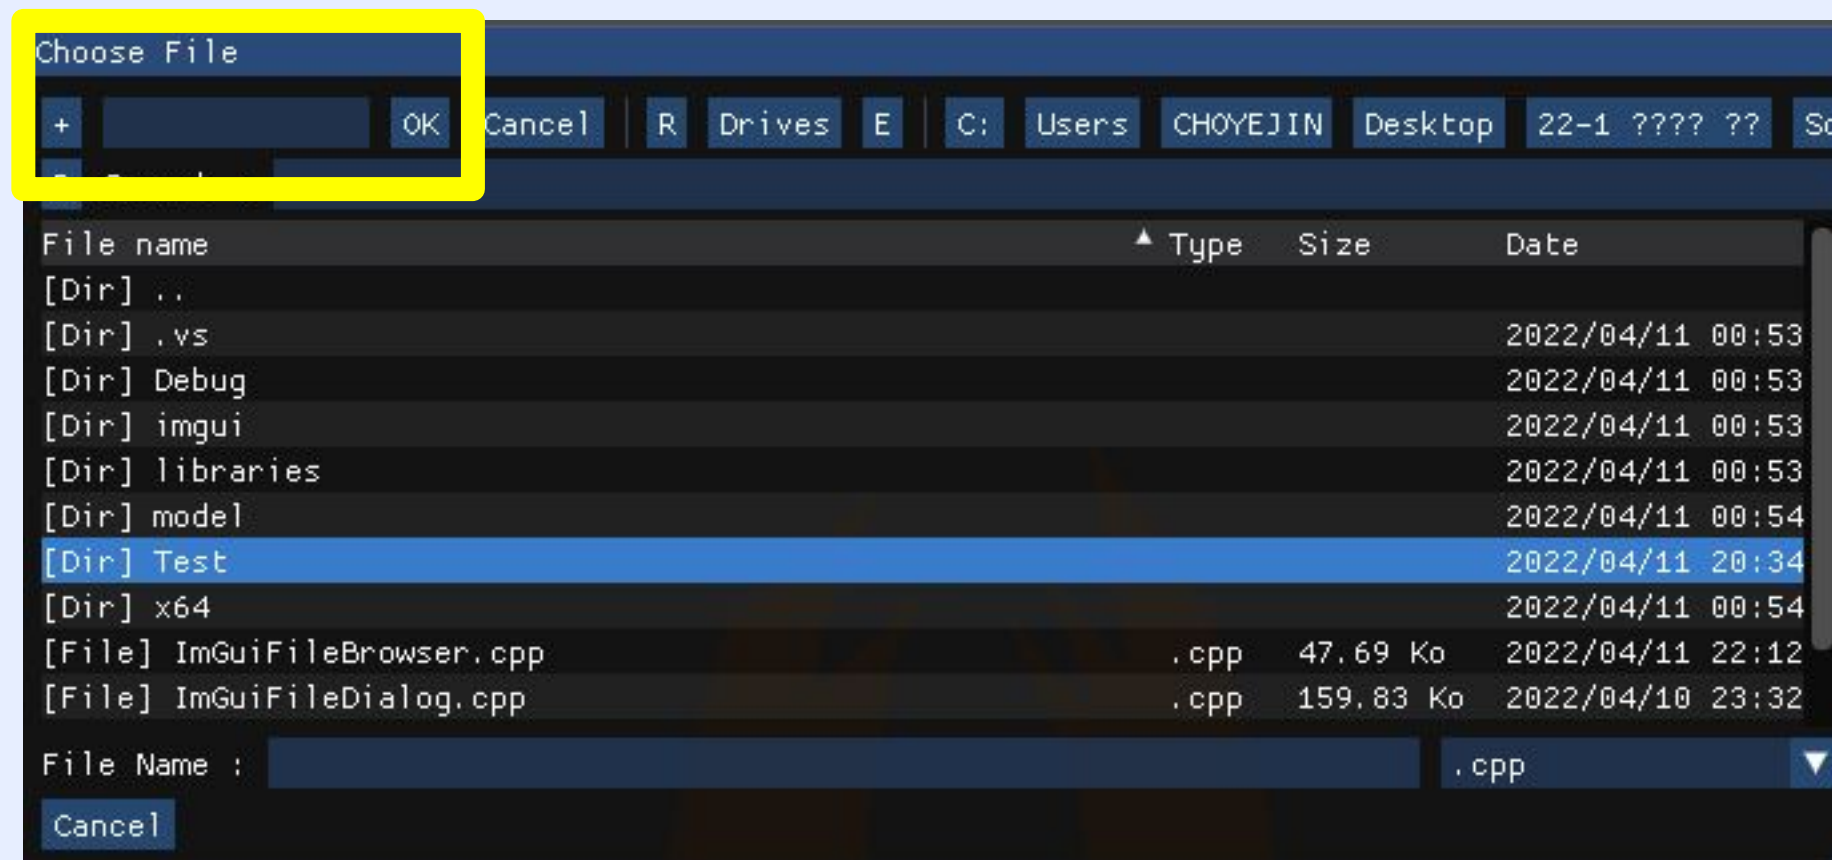 Choose File
+ OK Cancel R Drives E C: Users CHOYEJIN Desktop 22-1 ???? ??
File name Type Size Date
[Dir] ..
[Dir] .vs 2022/04/11 00:53
[Dir] Debug 2022/04/11 00:53
[Dir] imgui 2022/04/11 00:53
[Dir] libraries 2022/04/11 00:53
[Dir] model 2022/04/11 00:54
[Dir] Test 2022/04/11 20:34
[Dir] x64 2022/04/11 00:54
[File] ImGuiFileBrowser.cpp .cpp 47.69 Ko 2022/04/11 22:12
[File] ImGuiFileDialog.cpp .cpp 159.83 Ko 2022/04/10 23:32
File Name : .cpp
Cancel